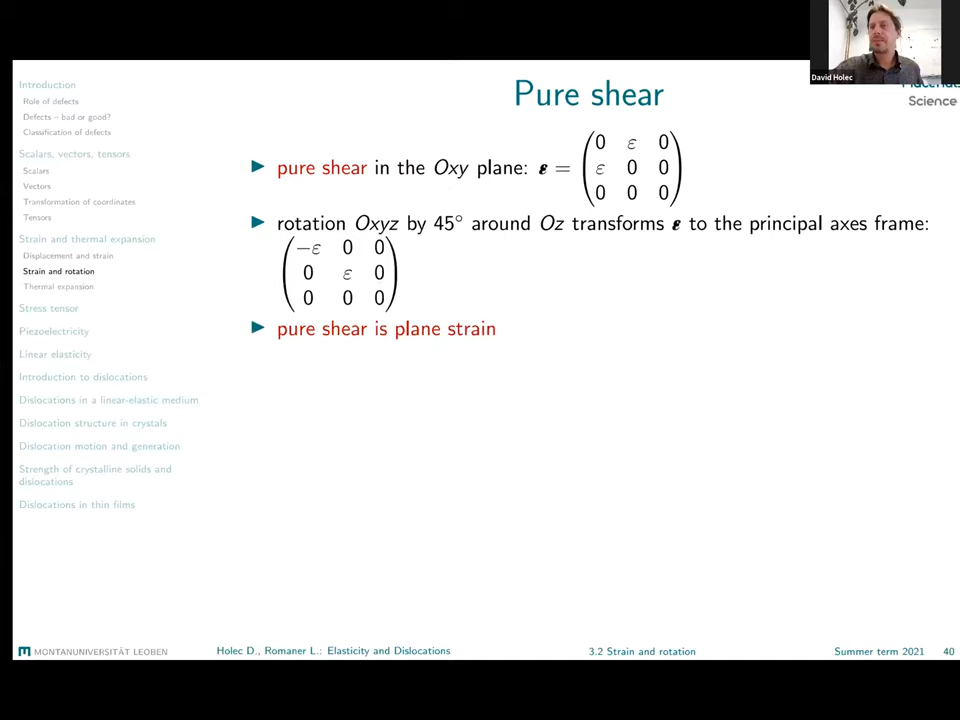 David Holec
Science
Introduction
Role of defects
Defects – bad or good?
Classification of defects
Scalars, vectors, tensors
Scalars
Vectors
Transformation of coordinates
Tensors
Strain and thermal expansion
Displacement and strain
Strain and rotation
Thermal expansion
Stress tensor
Piezoelectricity
Linear elasticity
Introduction to dislocations
Dislocations in a linear-elastic medium
Dislocation structure in crystals
Dislocation motion and generation
Strength of crystalline solids and
dislocations
Dislocations in thin films
Pure shear
▶ pure shear in the Oxy plane: ε = 
0 ε 0
ε 0 0
0 0 0
▶ rotation Oxyz by 45° around Oz transforms ε to the principal axes frame:
−ε 0 0
0 ε 0
0 0 0
▶ pure shear is plane strain
MONTANUNIVERSITÄT LEOBEN
Holec D., Romaner L.: Elasticity and Dislocations
3.2 Strain and rotation
Summer term 2021
40